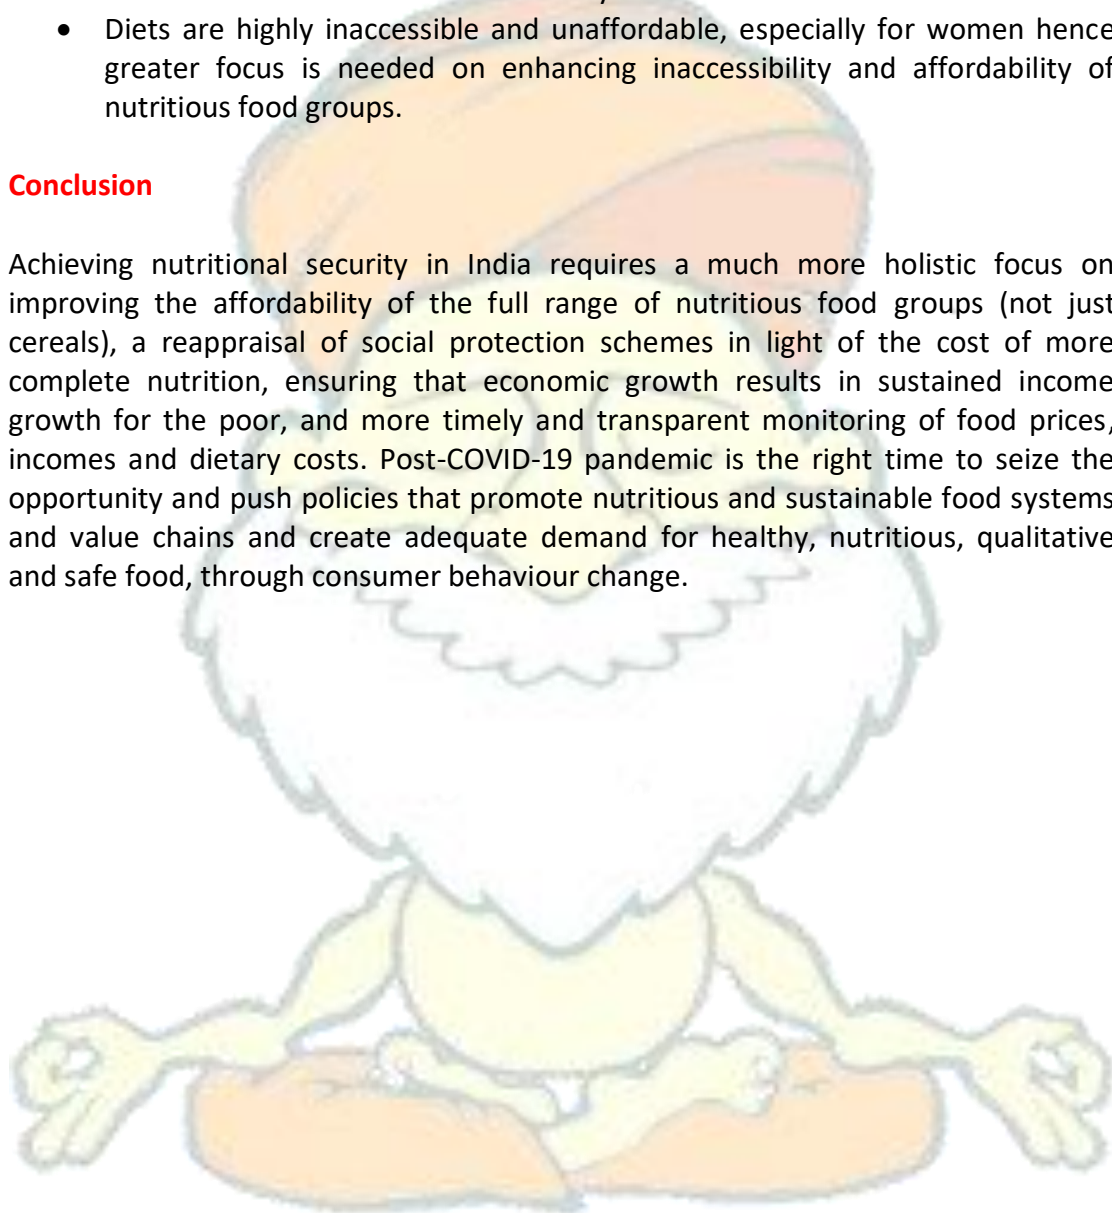 • Diets are highly inaccessible and unaffordable, especially for women hence
greater focus is needed on enhancing inaccessibility and affordability of
nutritious food groups.
Conclusion
Achieving nutritional security in India requires a much more holistic focus on
improving the affordability of the full range of nutritious food groups (not just
cereals), a reappraisal of social protection schemes in light of the cost of more
complete nutrition, ensuring that economic growth results in sustained income
growth for the poor, and more timely and transparent monitoring of food prices,
incomes and dietary costs. Post-COVID-19 pandemic is the right time to seize the
opportunity and push policies that promote nutritious and sustainable food systems
and value chains and create adequate demand for healthy, nutritious, qualitative
and safe food, through consumer behaviour change.